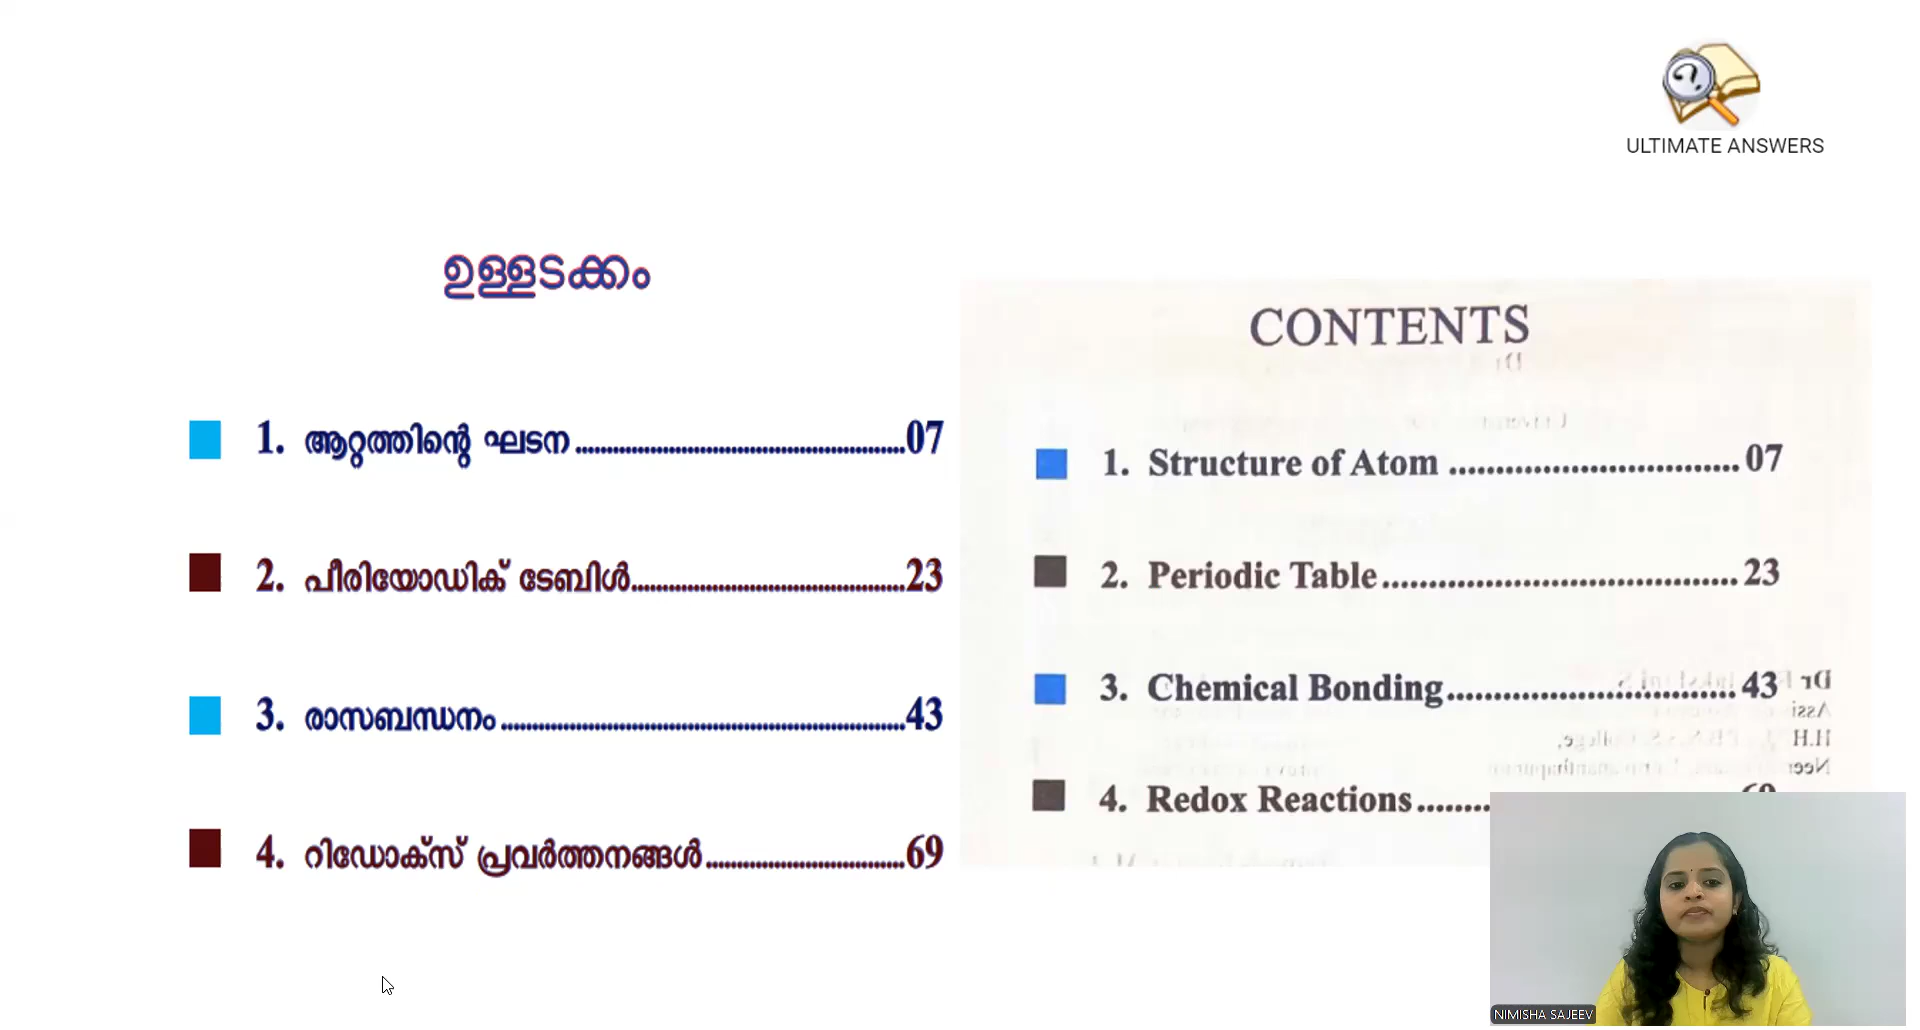 ULTIMATE ANSWERS
ഉള്ളടക്കം
1. ആറ്റത്തിന്റെ ഘടന....................07
2. പീരിയോഡിക് ടേബിൾ....................23
3. രാസബന്ധനം....................43
4. റിഡോക്സ് പ്രവർത്തനങ്ങൾ....................69
CONTENTS
1. Structure of Atom ....................07
2. Periodic Table....................23
3. Chemical Bonding....................43
4. Redox Reactions........ 69
NIMISHA SAJEEV